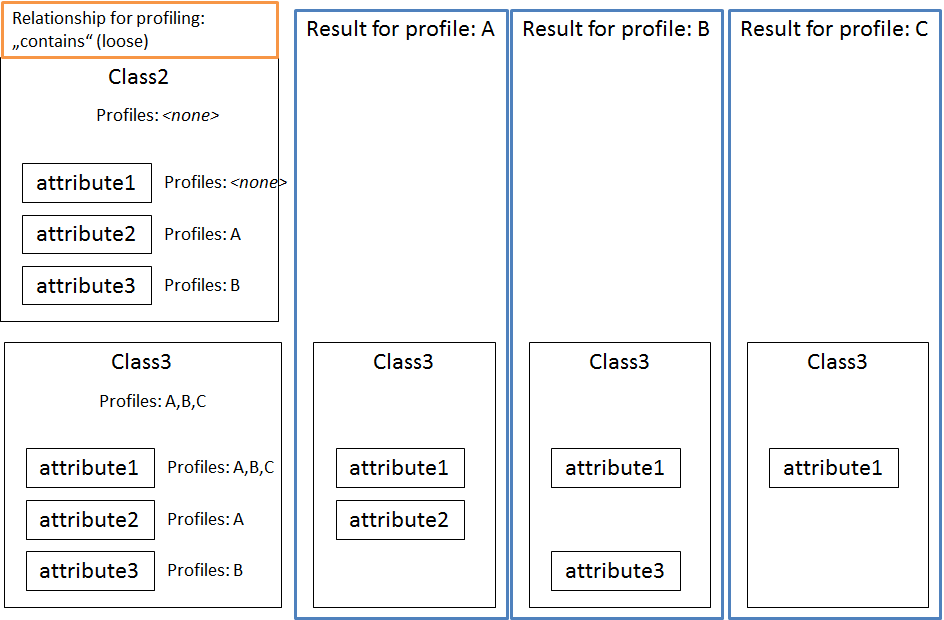 Relationship for profiling:
„contains“ (loose)
Result for profile: A
Result for profile: B
Result for profile: C
Class2
Profiles: <none>
attribute1 Profiles: <none>
attribute2 Profiles: A
attribute3 Profiles: B
Class3
Profiles: A,B,C
attribute1 Profiles: A,B,C
attribute2 Profiles: A
attribute3 Profiles: B
Class3
attribute1
attribute2
Class3
attribute1
attribute3
Class3
attribute1